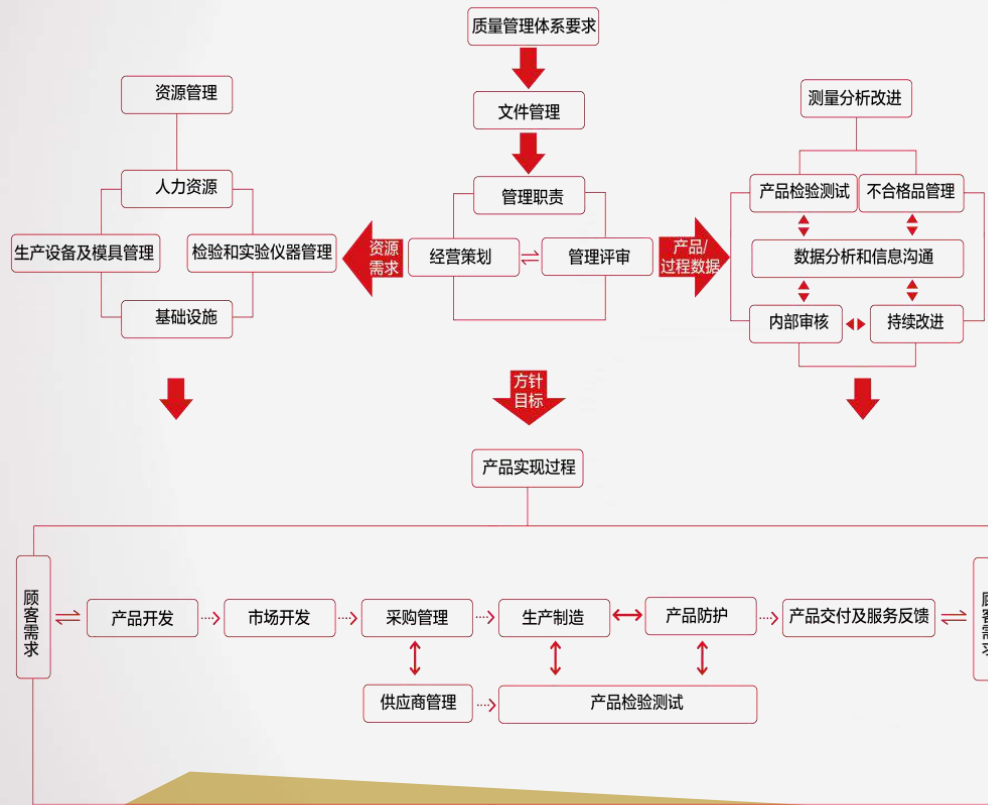 质量管理体系要求
资源管理
文件管理
测量分析改进
人力资源
管理职责
产品检验测试
不合格品管理
生产设备及模具管理
检验和实验仪器管理
资源
需求
经营策划
管理评审
产品/
过程数据
数据分析和信息沟通
基础设施
内部审核
持续改进
方针
目标
产品实现过程
顾客需求
产品开发
市场开发
采购管理
生产制造
产品防护
产品交付及服务反馈
顾客需求
供应商管理
产品检验测试